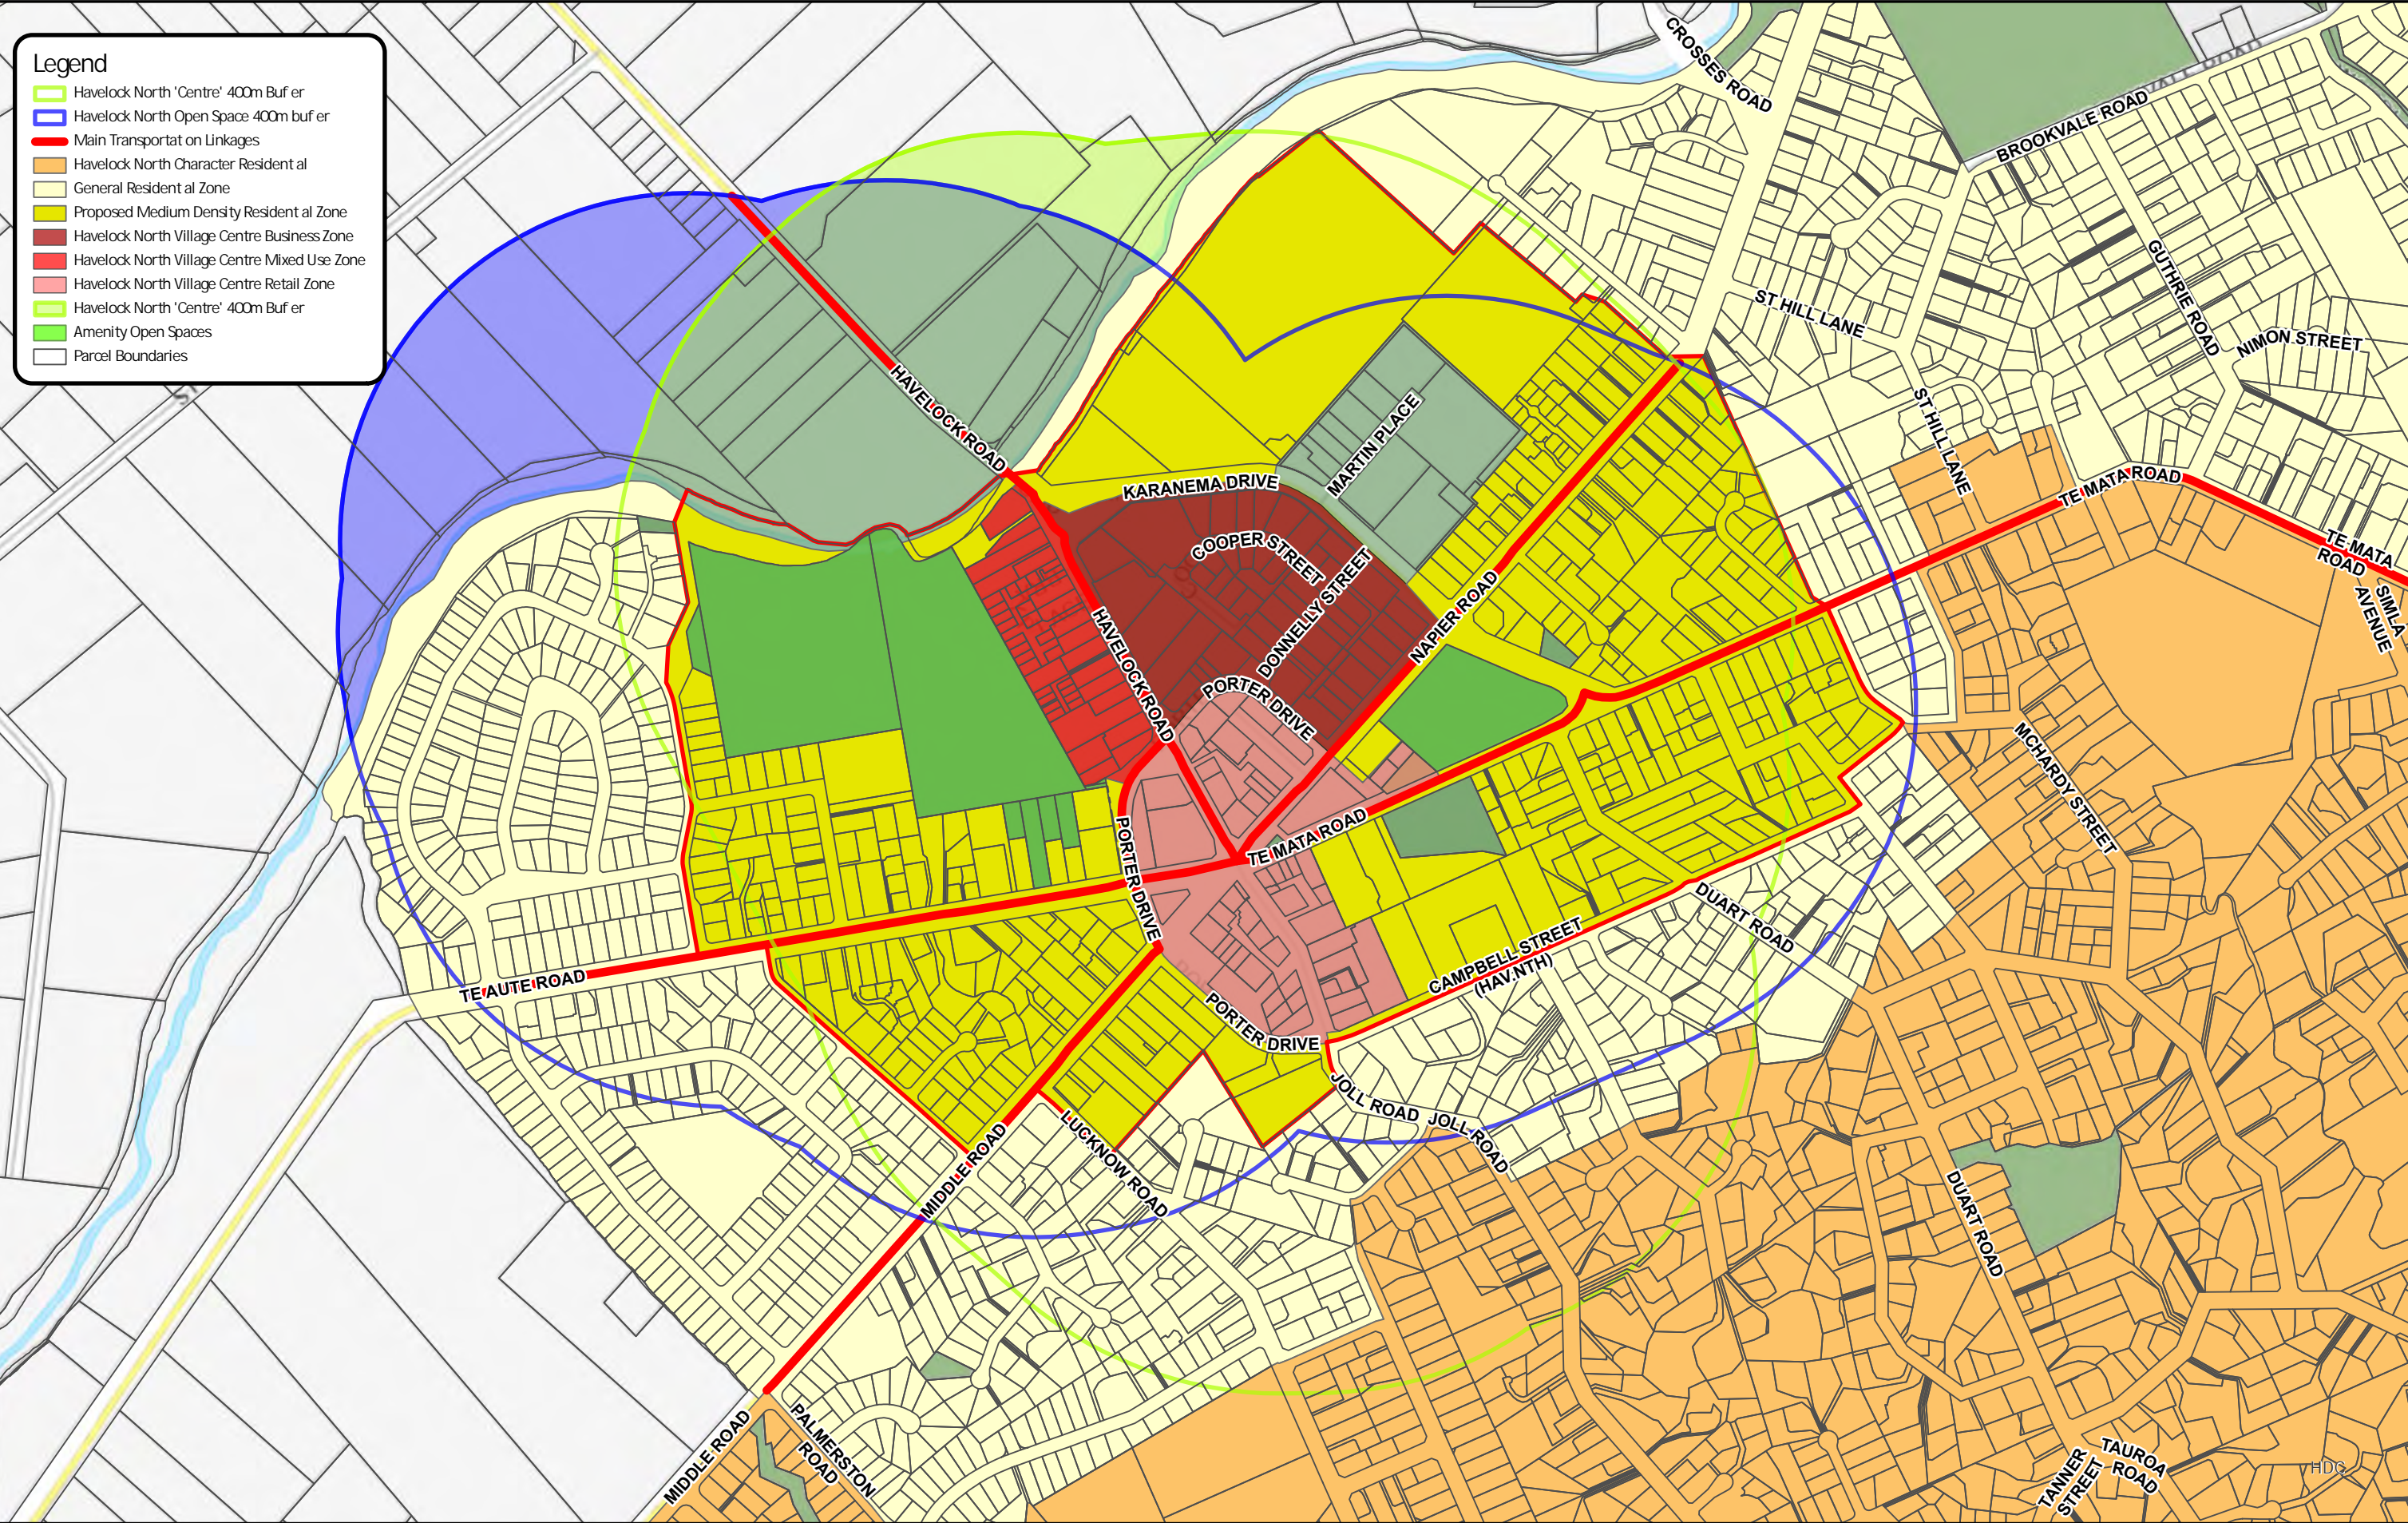 Legend
Havelock North 'Centre' 400m Buf er
Havelock North Open Space 400m buf er
Main Transportat on Linkages
Havelock North Character Resident al
General Resident al Zone
Proposed Medium Density Resident al Zone
Havelock North Village Centre Business Zone
Havelock North Village Centre Mixed Use Zone
Havelock North Village Centre Retail Zone
Havelock North 'Centre' 400m Buf er
Amenity Open Spaces
Parcel Boundaries
CROSSES ROAD
BROOKVALE ROAD
GUTHRIE ROAD
ST HILL LANE
NIMON STREET
HAVELOCK ROAD
MARTIN PLACE
ST HILL LANE
KARANEMA DRIVE
TE MATA ROAD
COOPER STREET
TE MATA
ROAD
DONNELLY STREET
NAPIER ROAD
SIMLA
AVENUE
HAVELOCK ROAD
PORTER DRIVE
MCHARDY STREET
TE MATA ROAD
PORTER DRIVE
DUART ROAD
CAMPBELL STREET
(HAV.NTH)
TE AUTE ROAD
PORTER DRIVE
JOLL ROAD
JOLL ROAD
LUCKNOW ROAD
MIDDLE ROAD
DUART ROAD
MIDDLE ROAD
PALMERSTON
ROAD
TANNER
STREET
TAUROA
ROAD
HDC